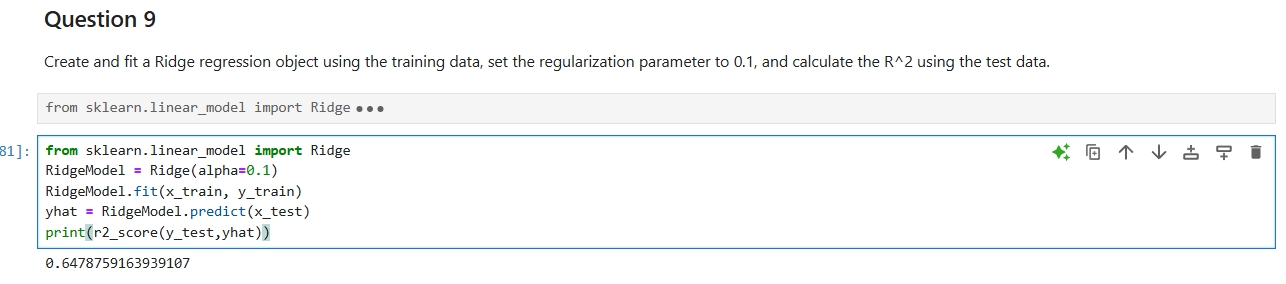 Question 9
Create and fit a Ridge regression object using the training data, set the regularization parameter to 0.1, and calculate the R^2 using the test data.
from sklearn.linear_model import Ridge •••
81]:
from sklearn.linear_model import Ridge
RidgeModel = Ridge(alpha=0.1)
RidgeModel.fit(x_train, y_train)
yhat = RidgeModel.predict(x_test)
print(r2_score(y_test,yhat))
0.6478759163939107